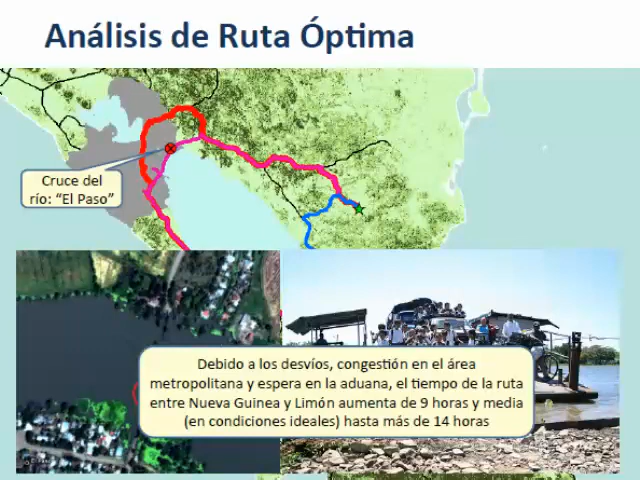 Análisis de Ruta Óptima
Cruce del
río: “El Paso”
Debido a los desvíos, congestión en el área
metropolitana y espera en la aduana, el tiempo de la ruta
entre Nueva Guinea y Limón aumenta de 9 horas y media
(en condiciones ideales) hasta más de 14 horas